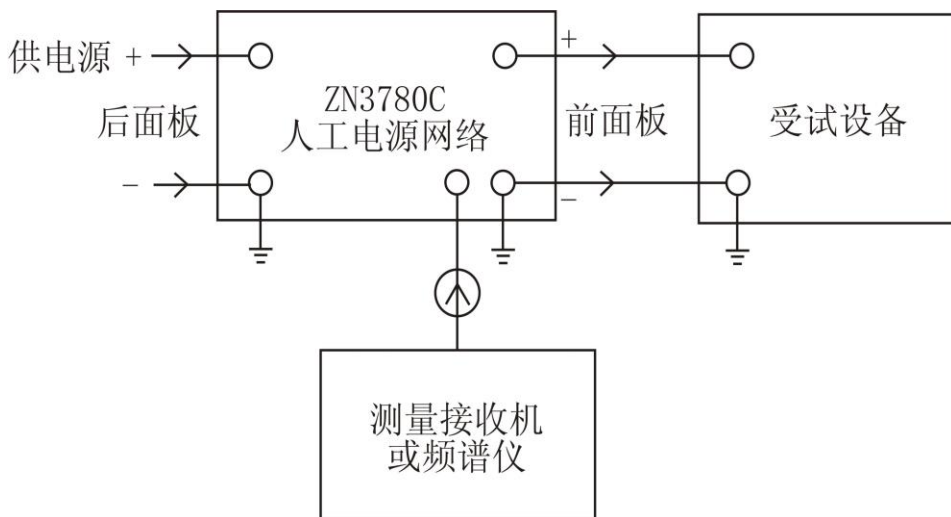 供电源 +
后面板
-
ZN3780C
人工电源网络
+
前面板
-
受试设备
测量接收机
或频谱仪